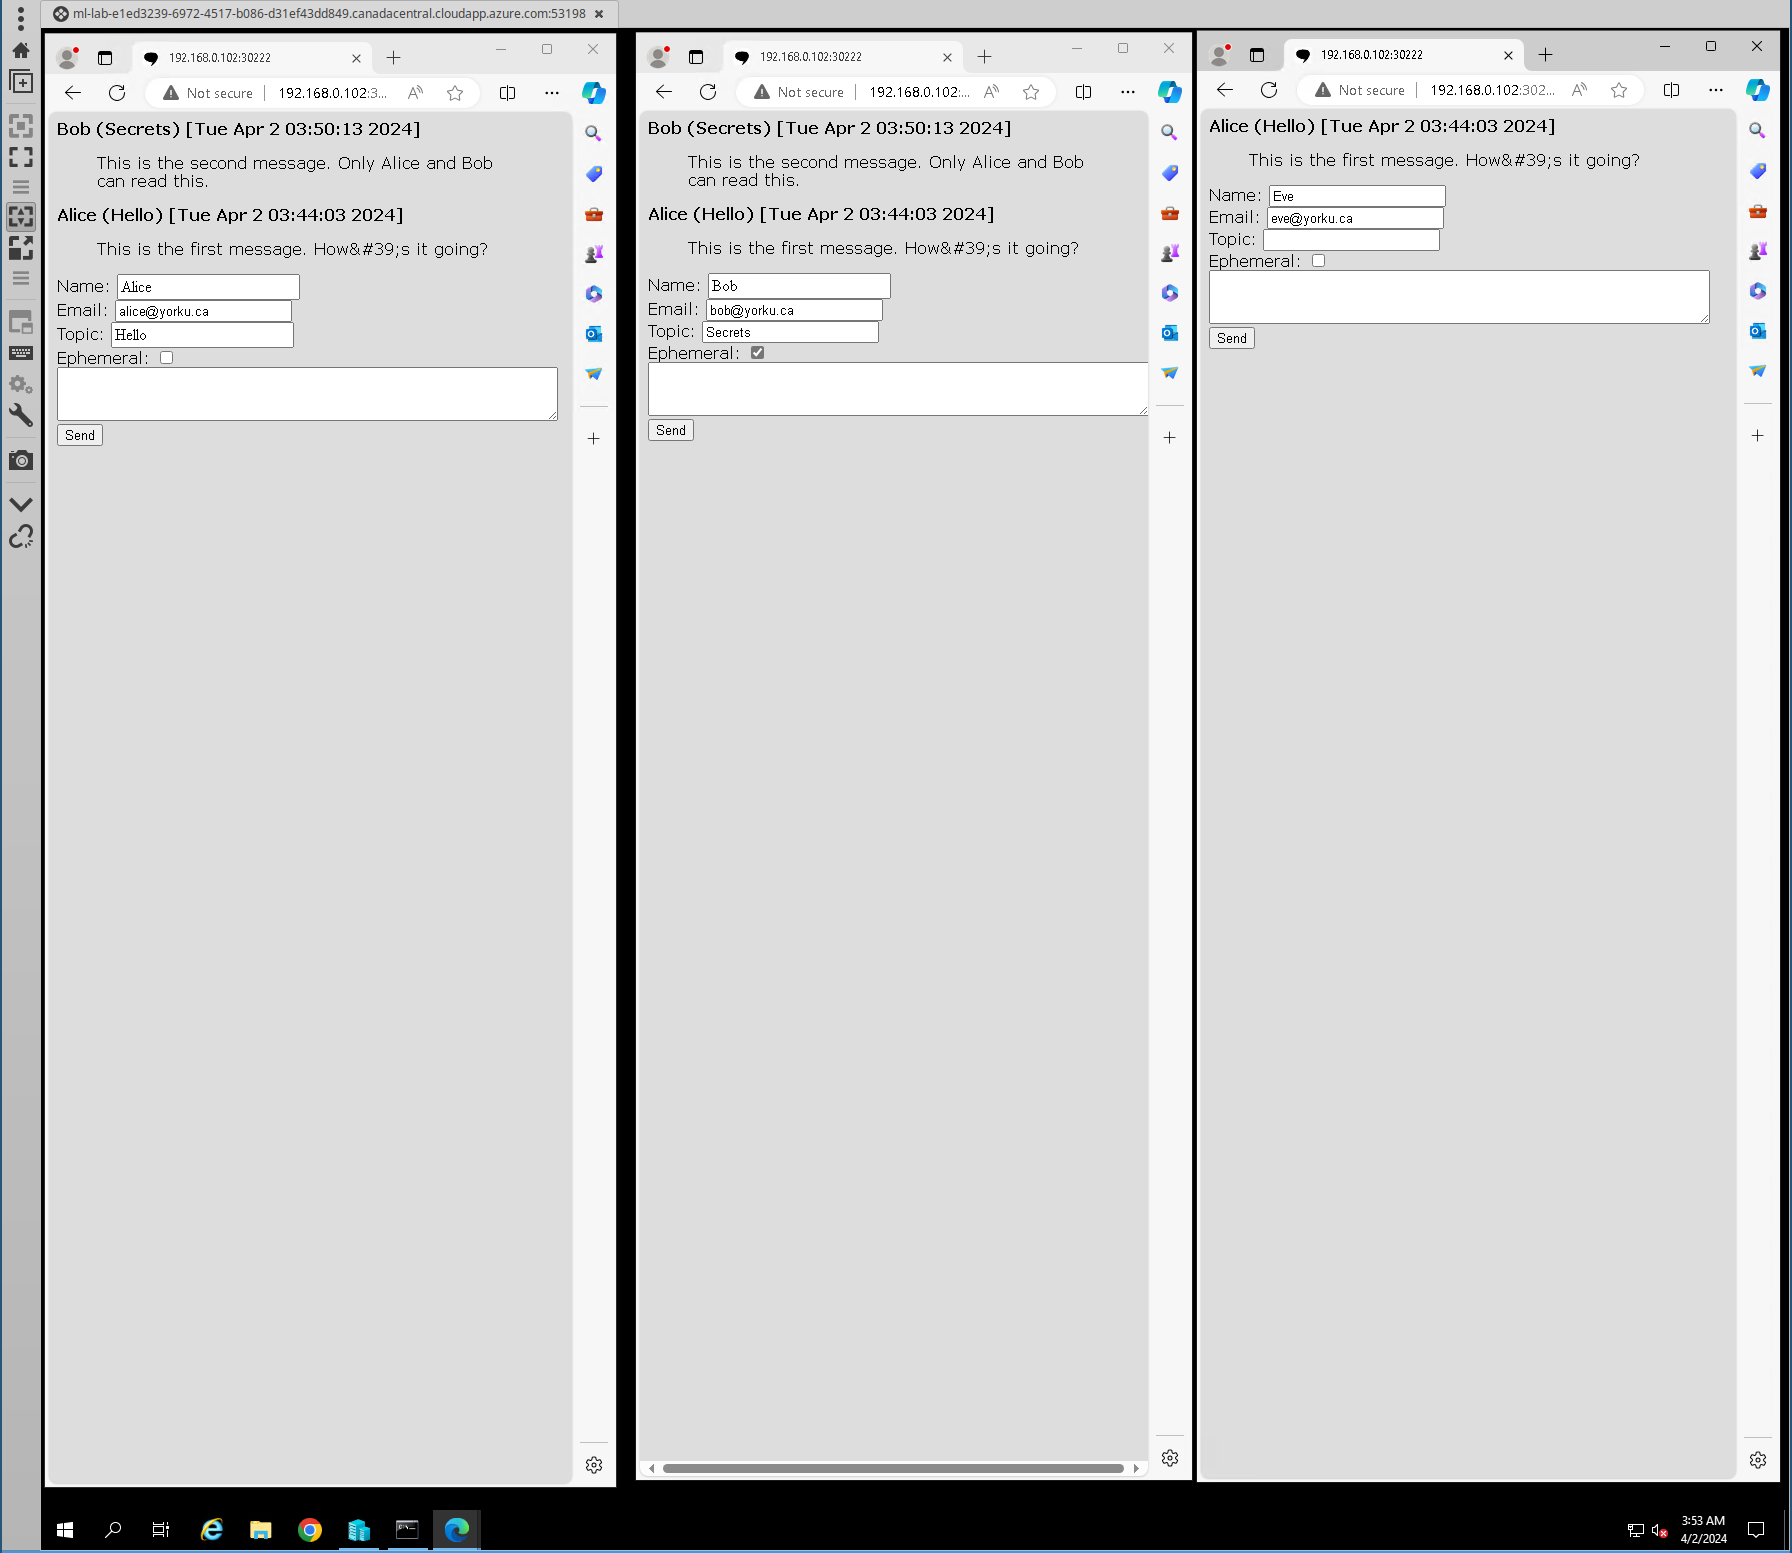 ml-lab-e1ed3239-6972-4517-b086-d31ef43dd849.canadacentral.cloudapp.azure.com:53198
192.168.0.102:30222
Not secure
192.168.0.102:3...
Bob (Secrets) [Tue Apr 2 03:50:13 2024]
This is the second message. Only Alice and Bob
can read this.
Alice (Hello) [Tue Apr 2 03:44:03 2024]
This is the first message. How&#39;s it going?
Name: Alice
Email: alice@yorku.ca
Topic: Hello
Ephemeral:
Send
192.168.0.102:30222
Not secure
192.168.0.102:...
Bob (Secrets) [Tue Apr 2 03:50:13 2024]
This is the second message. Only Alice and Bob
can read this.
Alice (Hello) [Tue Apr 2 03:44:03 2024]
This is the first message. How&#39;s it going?
Name: Bob
Email: bob@yorku.ca
Topic: Secrets
Ephemeral:
Send
192.168.0.102:30222
Not secure
192.168.0.102:302...
Alice (Hello) [Tue Apr 2 03:44:03 2024]
This is the first message. How&#39;s it going?
Name: Eve
Email: eve@yorku.ca
Topic:
Ephemeral:
Send
3:53 AM
4/2/2024